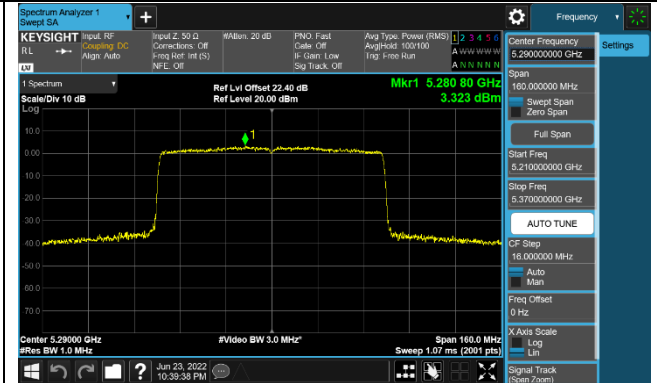 Spectrum Analyzer 1
Swept SA
Frequency
KEYSIGHT
RL
LXI
Input: RF
Coupling: DC
Align: Auto
Input Z: 50 Ω
Corrections: Off
Freq Ref: Int (S)
NFE: Off
#Atten: 20 dB
PNO: Fast
Gate: Off
IF Gain: Low
Sig Track: Off
Avg Type: Power (RMS)
Avg|Hold: 100/100
Trig: Free Run
1 2 3 4 5 6
A W W W W W
A N N N N N
1 Spectrum
Scale/Div 10 dB
Log
Ref Lvl Offset 22.40 dB
Ref Level 20.00 dBm
Mkr1 5.280 80 GHz
3.323 dBm
1
10.0
0.00
-10.0
-20.0
-30.0
-40.0
-50.0
-60.0
-70.0
Center 5.29000 GHz
#Res BW 1.0 MHz
#Video BW 3.0 MHz*
Span 160.0 MHz
Sweep 1.07 ms (2001 pts)
Center Frequency
5.290000000 GHz
Settings
Span
160.000000 MHz
Swept Span
Zero Span
Full Span
Start Freq
5.210000000 GHz
Stop Freq
5.370000000 GHz
AUTO TUNE
CF Step
16.000000 MHz
Auto
Man
Freq Offset
0 Hz
X Axis Scale
Log
Lin
Signal Track
(Span Zoom)
?
Jun 23, 2022
10:39:38 PM